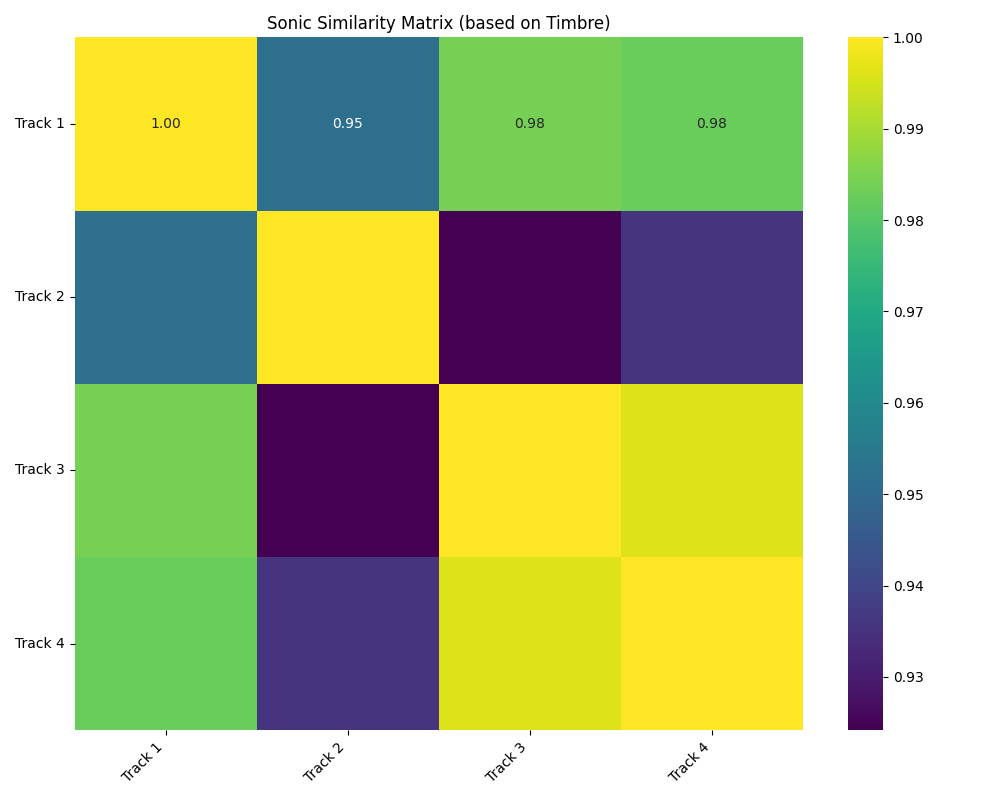 Sonic Similarity Matrix (based on Timbre)
Track 1
1.00
0.95
0.98
0.98
Track 2
Track 3
Track 4
Track 1
Track 2
Track 3
Track 4
1.00
0.99
0.98
0.97
0.96
0.95
0.94
0.93